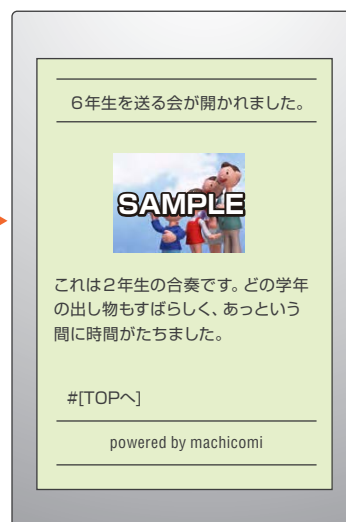 6年生を送る会が開かれました。
SAMPLE
これは2年生の合奏です。どの学年
の出し物もすばらしく、あっという
間に時間がたちました。
#[TOPへ]
powered by machicomi